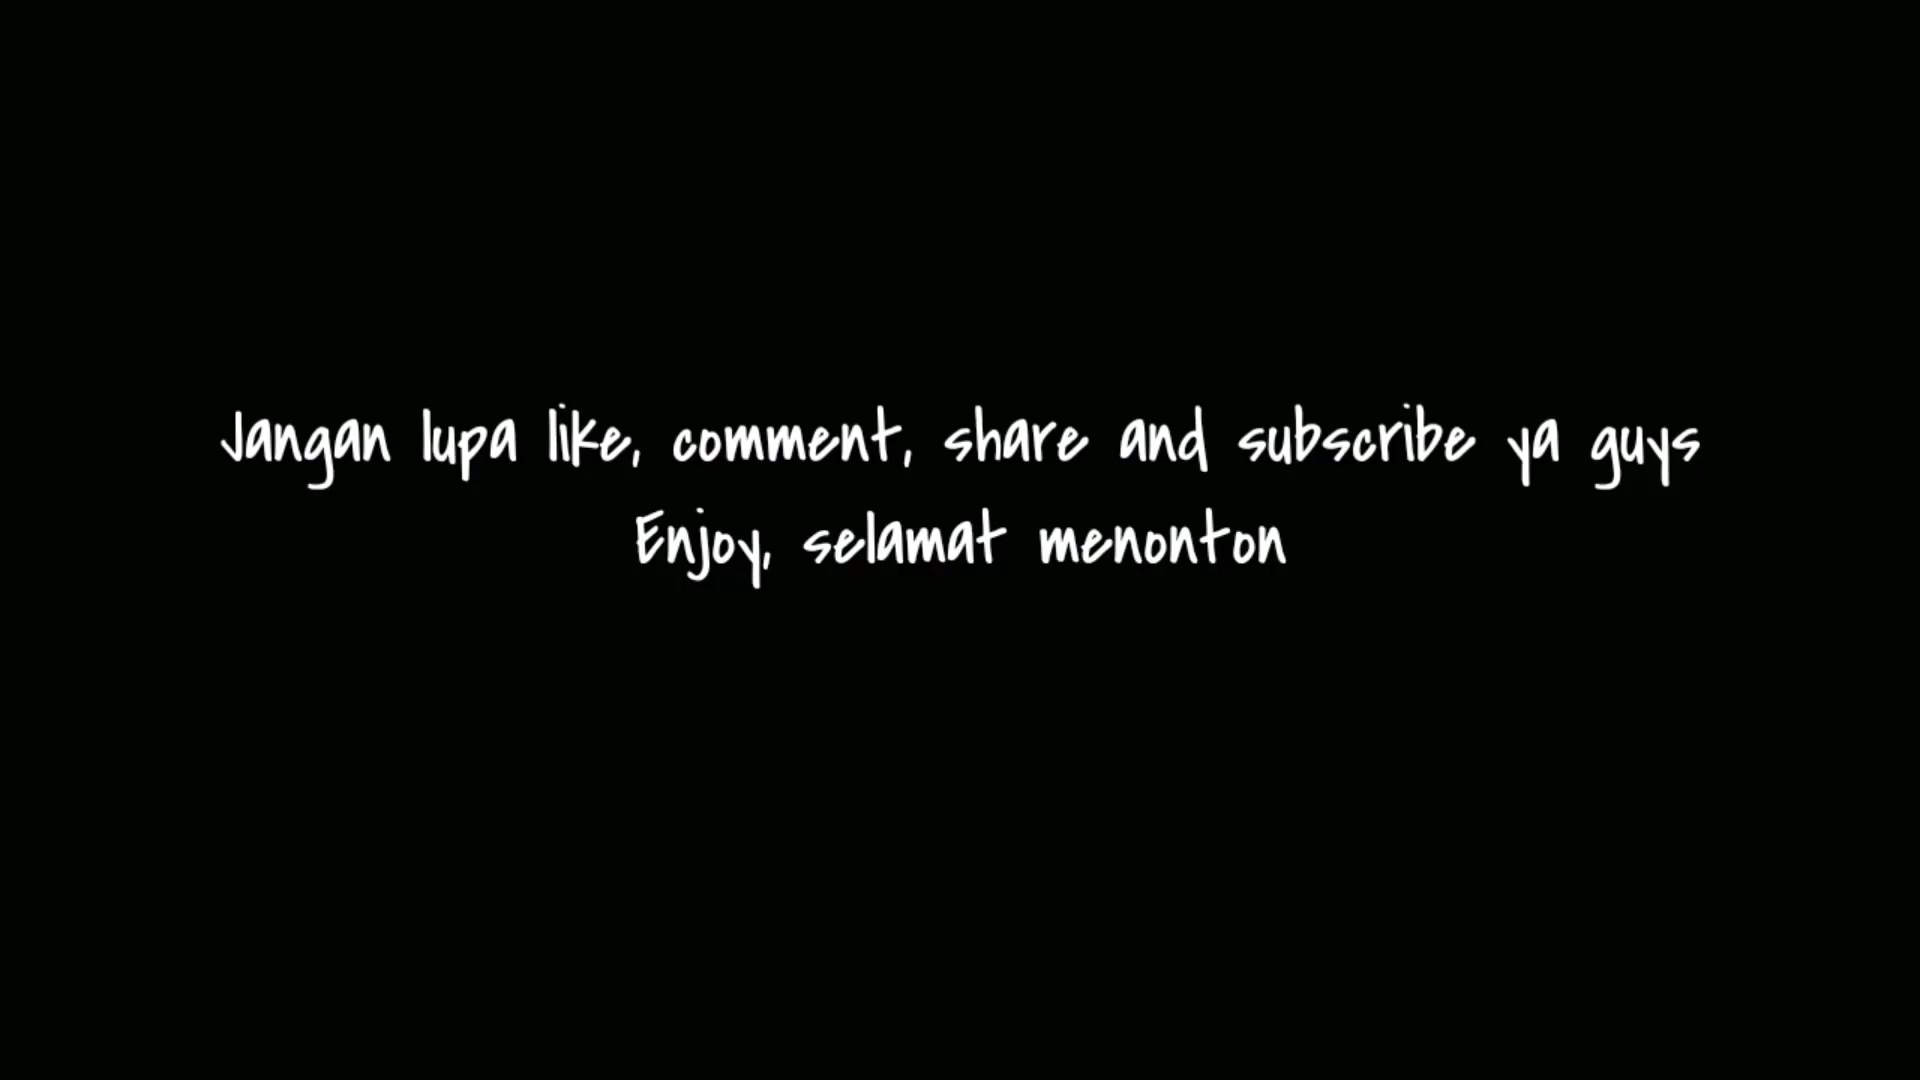 Jangan lupa like, comment, share and subscribe ya guys
Enjoy, selamat menonton